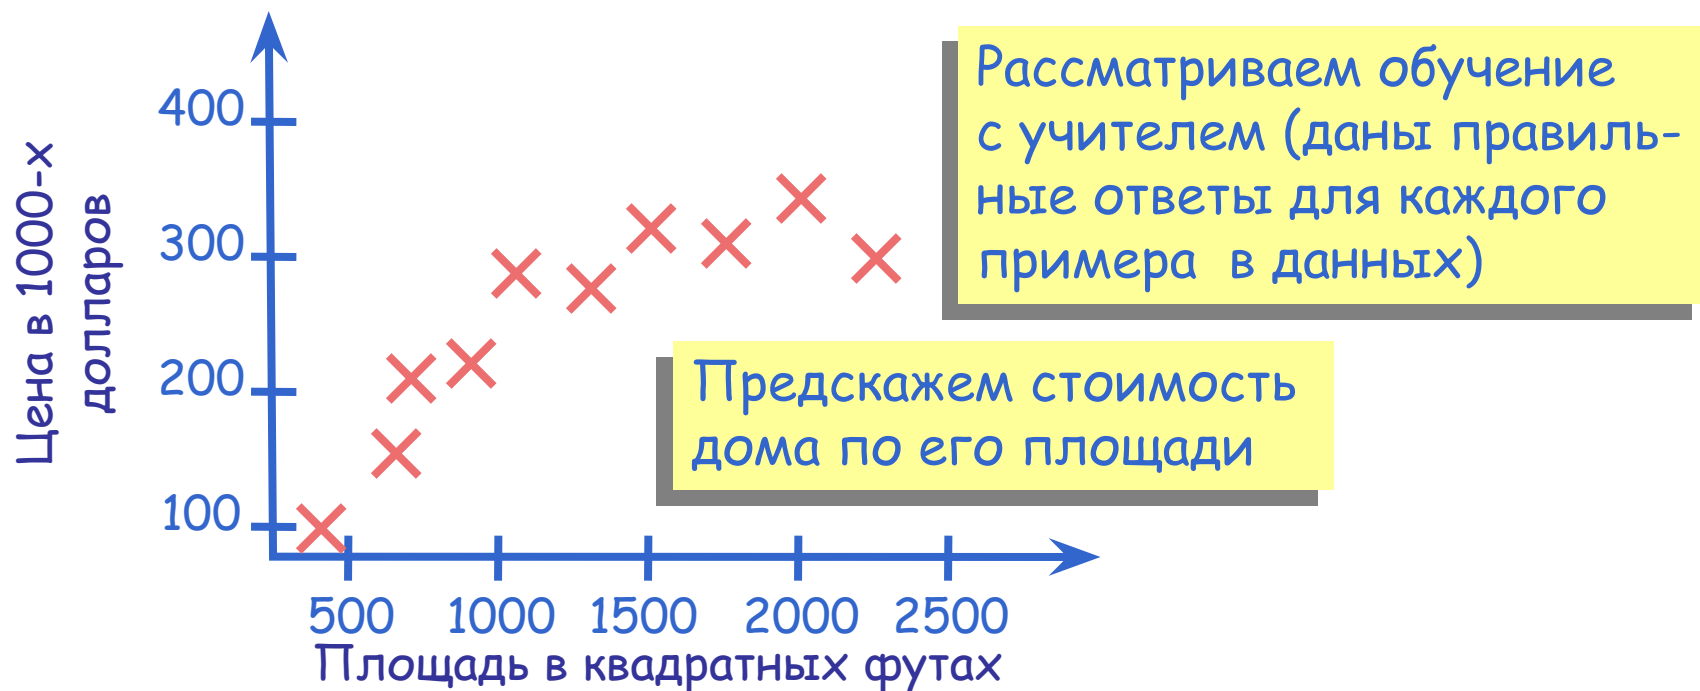 Рассматриваем обучение
с учителем (даны правиль-
ные ответы для каждого
примера в данных)
Предскажем стоимость
дома по его площади
Цена в 1000-х
долларов
400
300
200
100
500 1000 1500 2000 2500
Площадь в квадратных футах